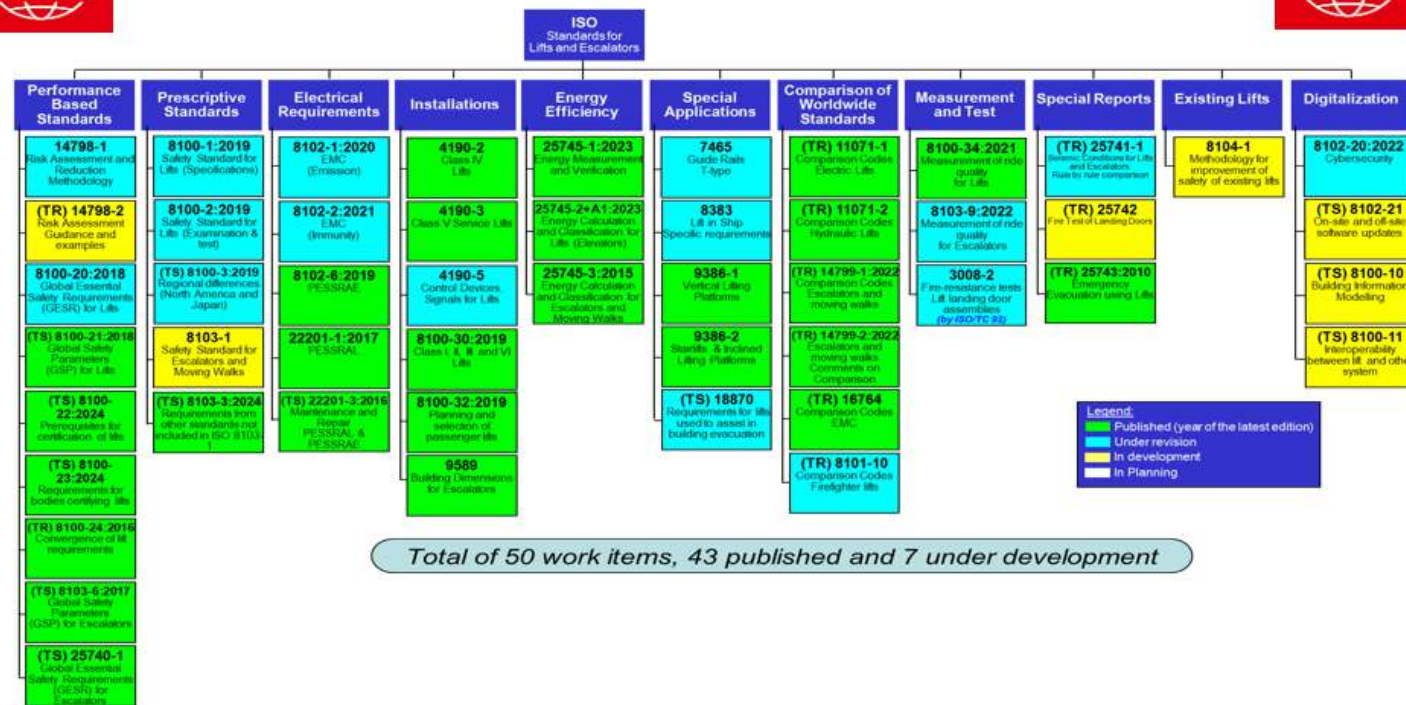 ISO
Standards for
Lifts and Escalators
Performance
Based
Standards
14798-1
Risk Assessment and
Reduction
Methodology
(TR) 14798-2
Risk Assessment
Guidance and
examples
8100-20:2018
Global Essential
Safety Requirements
(GESR) for Lifts
(TS) 8100-21:2018
Global Safety
Parameters
(GSP) for Lifts
(TS) 8100-
22:2024
Prerequisites for
certification of lifts
(TS) 8100-
23:2024
Requirements for
bodies certifying lifts
(TR) 8100-24:2016
Convergence of lift
requirements
(TS) 8103-6:2017
Global Safety
Parameters
(GSP) for Escalators
(TS) 25740-1
Global Essential
Safety Requirements
(GESR) for
Escalators
Prescriptive
Standards
8100-1:2019
Safety Standard for
Lifts (Specifications)
8100-2:2019
Safety Standard for
Lifts (Examination &
test)
(TS) 8100-3:2019
Regional differences
(North America and
Japan)
8103-1
Safety Standard for
Escalators and
Moving Walks
(TS) 8103-3:2024
Requirements from
other standards not
included in ISO 8103-
1
Electrical
Requirements
8102-1:2020
EMC
(Emission)
8102-2:2021
EMC
(Immunity)
8102-6:2019
PESSRAE
22201-1:2017
PESSRAL
(TS) 22201-3:2016
Maintenance and
Repair
PESSRAL &
PESSRAE
Installations
4190-2
Class IV
Lifts
4190-3
Class V Service Lifts
4190-5
Control Devices,
Signals for Lifts
8100-30:2019
Class I, II, III and VI
Lifts
8100-32:2019
Planning and
selection of
passenger lifts
9589
Building Dimensions
for Escalators
Energy
Efficiency
25745-1:2023
Energy Measurement
and Verification
25745-2+A1:2023
Energy Calculation
and Classification for
Lifts (Elevators)
25745-3:2015
Energy Calculation
and Classification for
Escalators and
Moving Walks
Special
Applications
7465
Guide Rails
T-type
8383
Lift in Ship
Specific requirements
9386-1
Vertical Lifting
Platforms
9386-2
Stairlifts & Inclined
Lifting Platforms
(TS) 18870
Requirements for lifts
used to assist in
building evacuation
Comparison of
Worldwide
Standards
(TR) 11071-1
Comparison Codes
Electric Lifts
(TR) 11071-2
Comparison Codes
Hydraulic Lifts
(TR) 14799-1:2022
Comparison Codes
Escalators and
moving walks
(TR) 14799-2:2022
Escalators and
moving walks
Comments on
Comparison
(TR) 16764
Comparison Codes
EMC
(TR) 8101-10
Comparison Codes
Firefighter lifts
Measurement
and Test
8100-34:2021
Measurement of ride
quality
for Lifts
8103-9:2022
Measurement of ride
quality
for Escalators
3008-2
Fire-resistance tests
Lift landing door
assemblies
(by ISO/TC 92)
Special Reports
(TR) 25741-1
Seismic Conditions for Lifts
and Escalators
Rule by rule comparison
(TR) 25742
Fire Test of Landing Doors
(TR) 25743:2010
Emergency
Evacuation using Lifts
Existing Lifts
8104-1
Methodology for
improvement of
safety of existing lifts
Digitalization
8102-20:2022
Cybersecurity
(TS) 8102-21
On-site and off-site
software updates
(TS) 8100-10
Building Information
Modelling
(TS) 8100-11
Interoperability
between lift and other
system
Legend:
Published (year of the latest edition)
Under revision
In development
In Planning
Total of 50 work items, 43 published and 7 under development